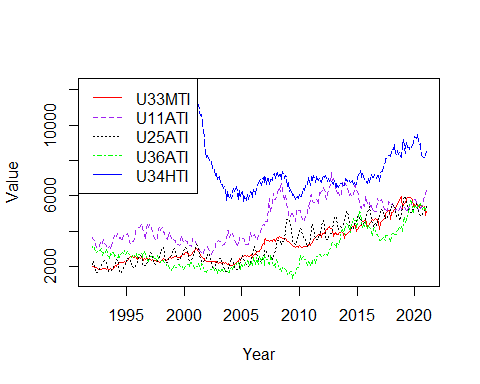 U33MTI
U11ATI
U25ATI
U36ATI
U34HTI
Value
2000
6000
10000
1995
2000
2005
2010
2015
2020
Year